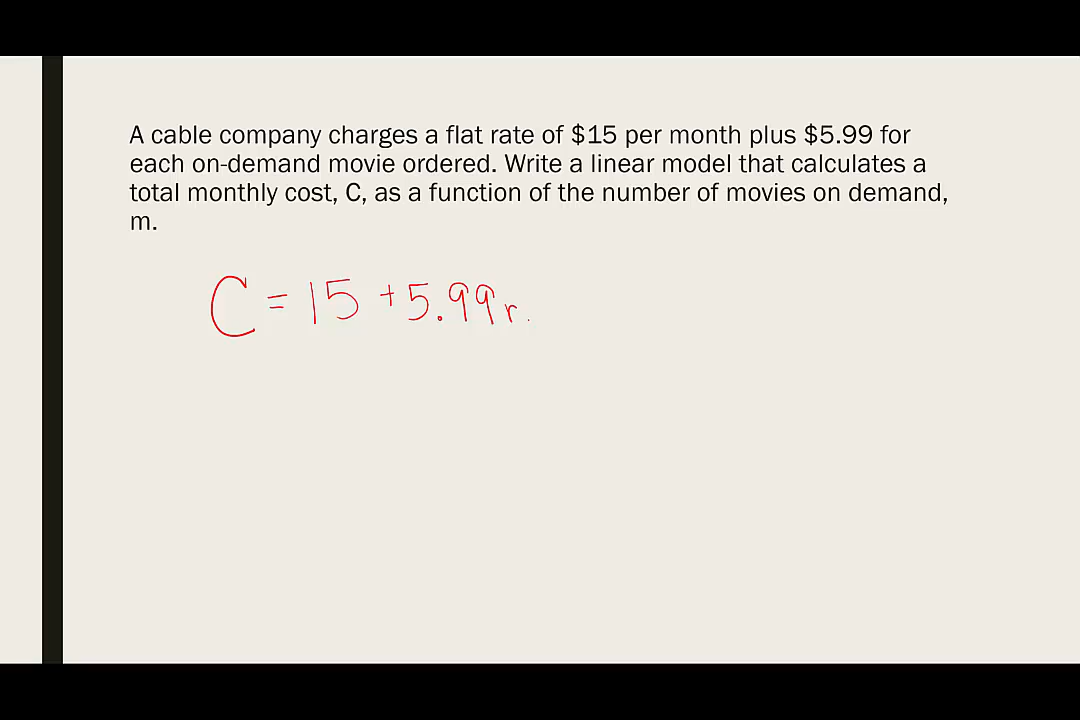 A cable company charges a flat rate of $15 per month plus $5.99 for
each on-demand movie ordered. Write a linear model that calculates a
total monthly cost, C, as a function of the number of movies on demand,
m.
C = 15 + 5.99r